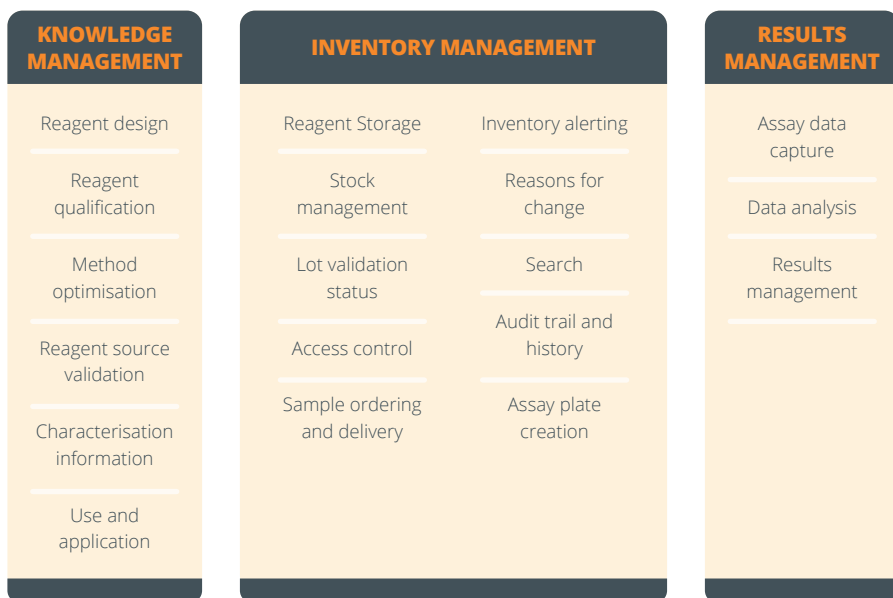 KNOWLEDGE
MANAGEMENT
Reagent design
Reagent
qualification
Method
optimisation
Reagent source
validation
Characterisation
information
Use and
application
INVENTORY MANAGEMENT
Reagent Storage
Stock
management
Lot validation
status
Access control
Sample ordering
and delivery
Inventory alerting
Reasons for
change
Search
Audit trail and
history
Assay plate
creation
RESULTS
MANAGEMENT
Assay data
capture
Data analysis
Results
management